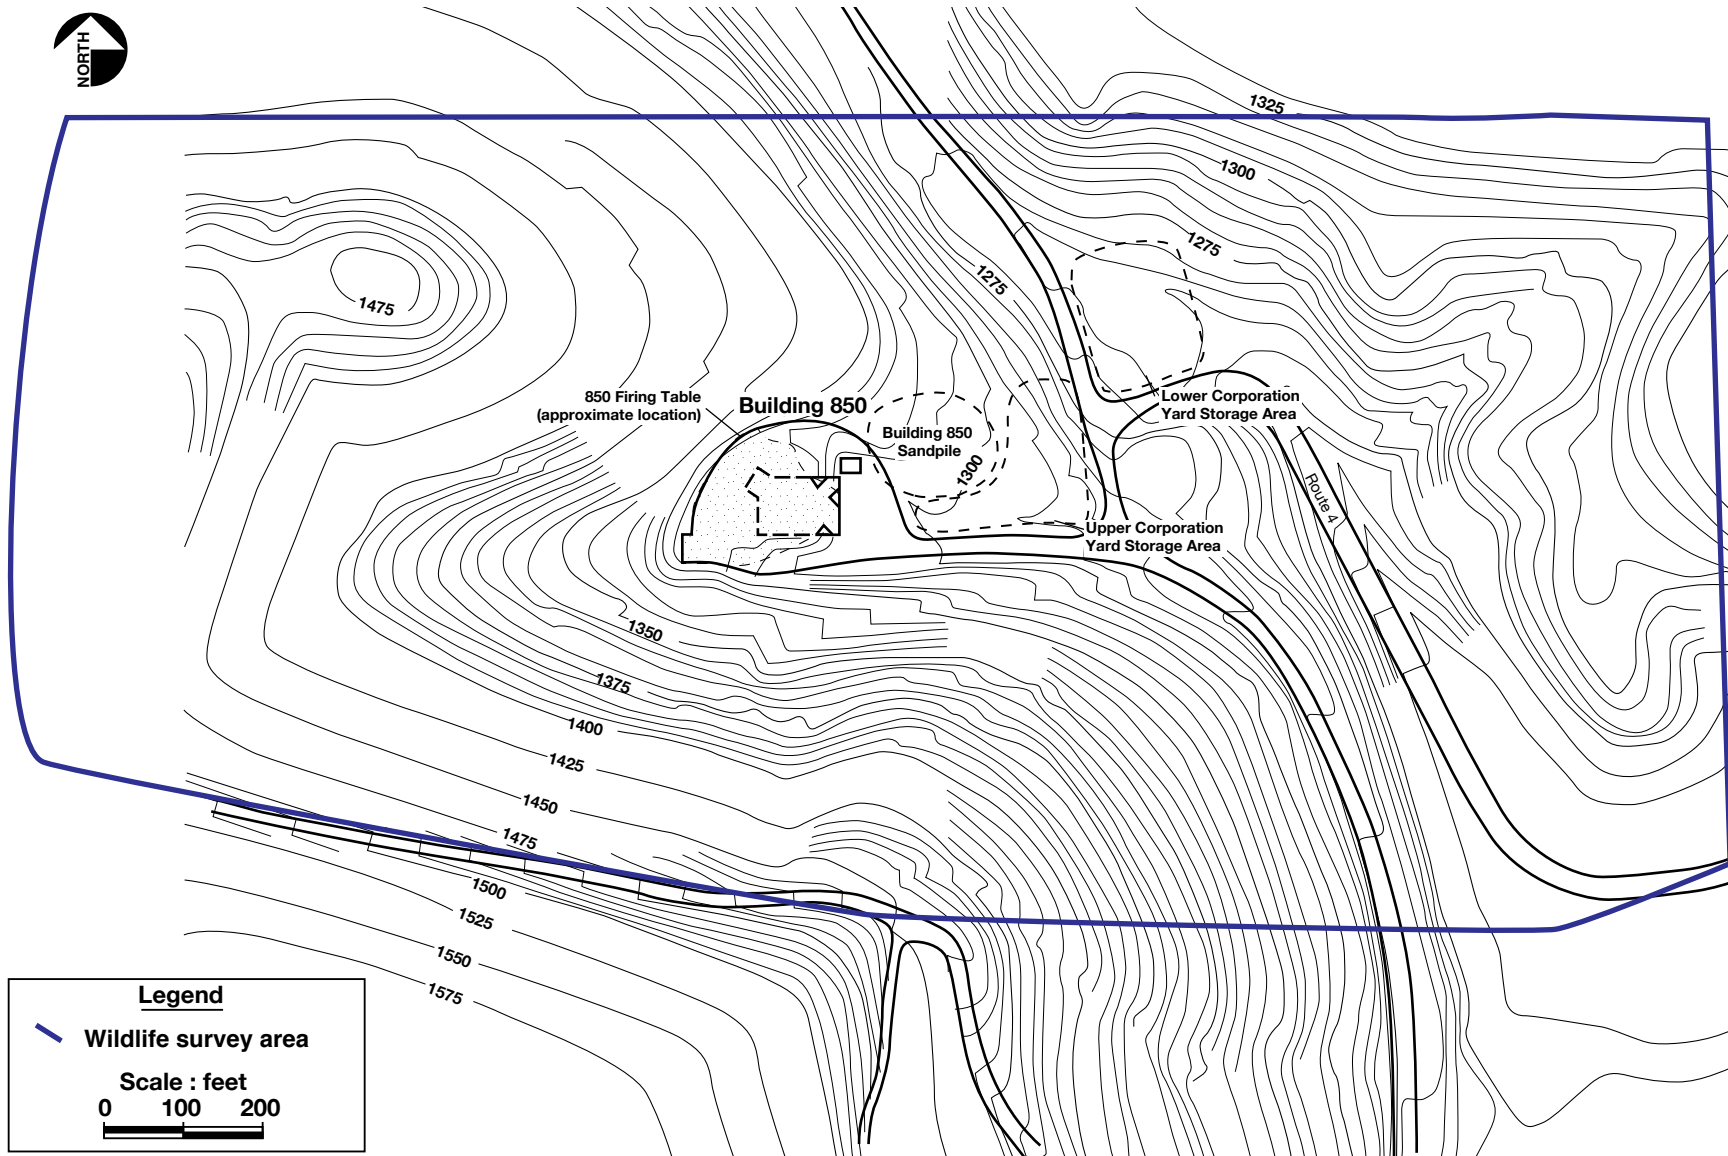 NORTH
1325
1300
1275
1275
1475
850 Firing Table
(approximate location)
Building 850
Building 850
Sandpile
1300
Lower Corporation
Yard Storage Area
Route 4
Upper Corporation
Yard Storage Area
1350
1375
1400
1425
1450
1475
1500
1525
1550
1575
Legend
Wildlife survey area
Scale : feet
0 100 200